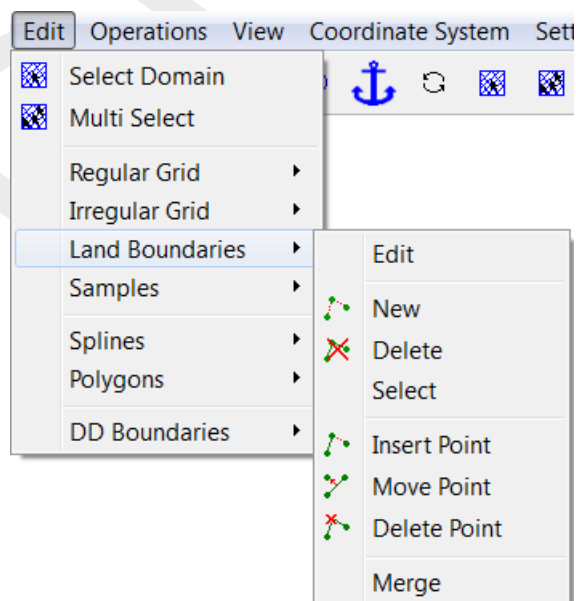 Edit Operations View Coordinate System Sett
Select Domain
Multi Select
Regular Grid
Irregular Grid
Land Boundaries
Samples
Splines
Polygons
DD Boundaries
Edit
New
Delete
Select
Insert Point
Move Point
Delete Point
Merge